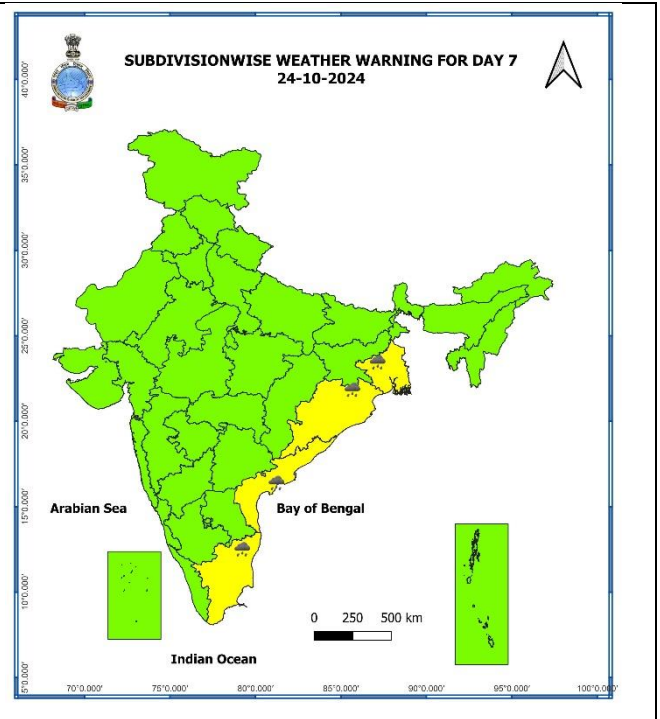 SUBDIVISIONWISE WEATHER WARNING FOR DAY 7
24-10-2024
40°0.000'
35°0.000'
30°0.000'
25°0.000'
20°0.000'
15°0.000'
10°0.000'
5°0.000'
Arabian Sea
Bay of Bengal
0 250 500 km
Indian Ocean
70°0.000' 75°0.000' 80°0.000' 85°0.000' 90°0.000' 95°0.000' 100°0.000'